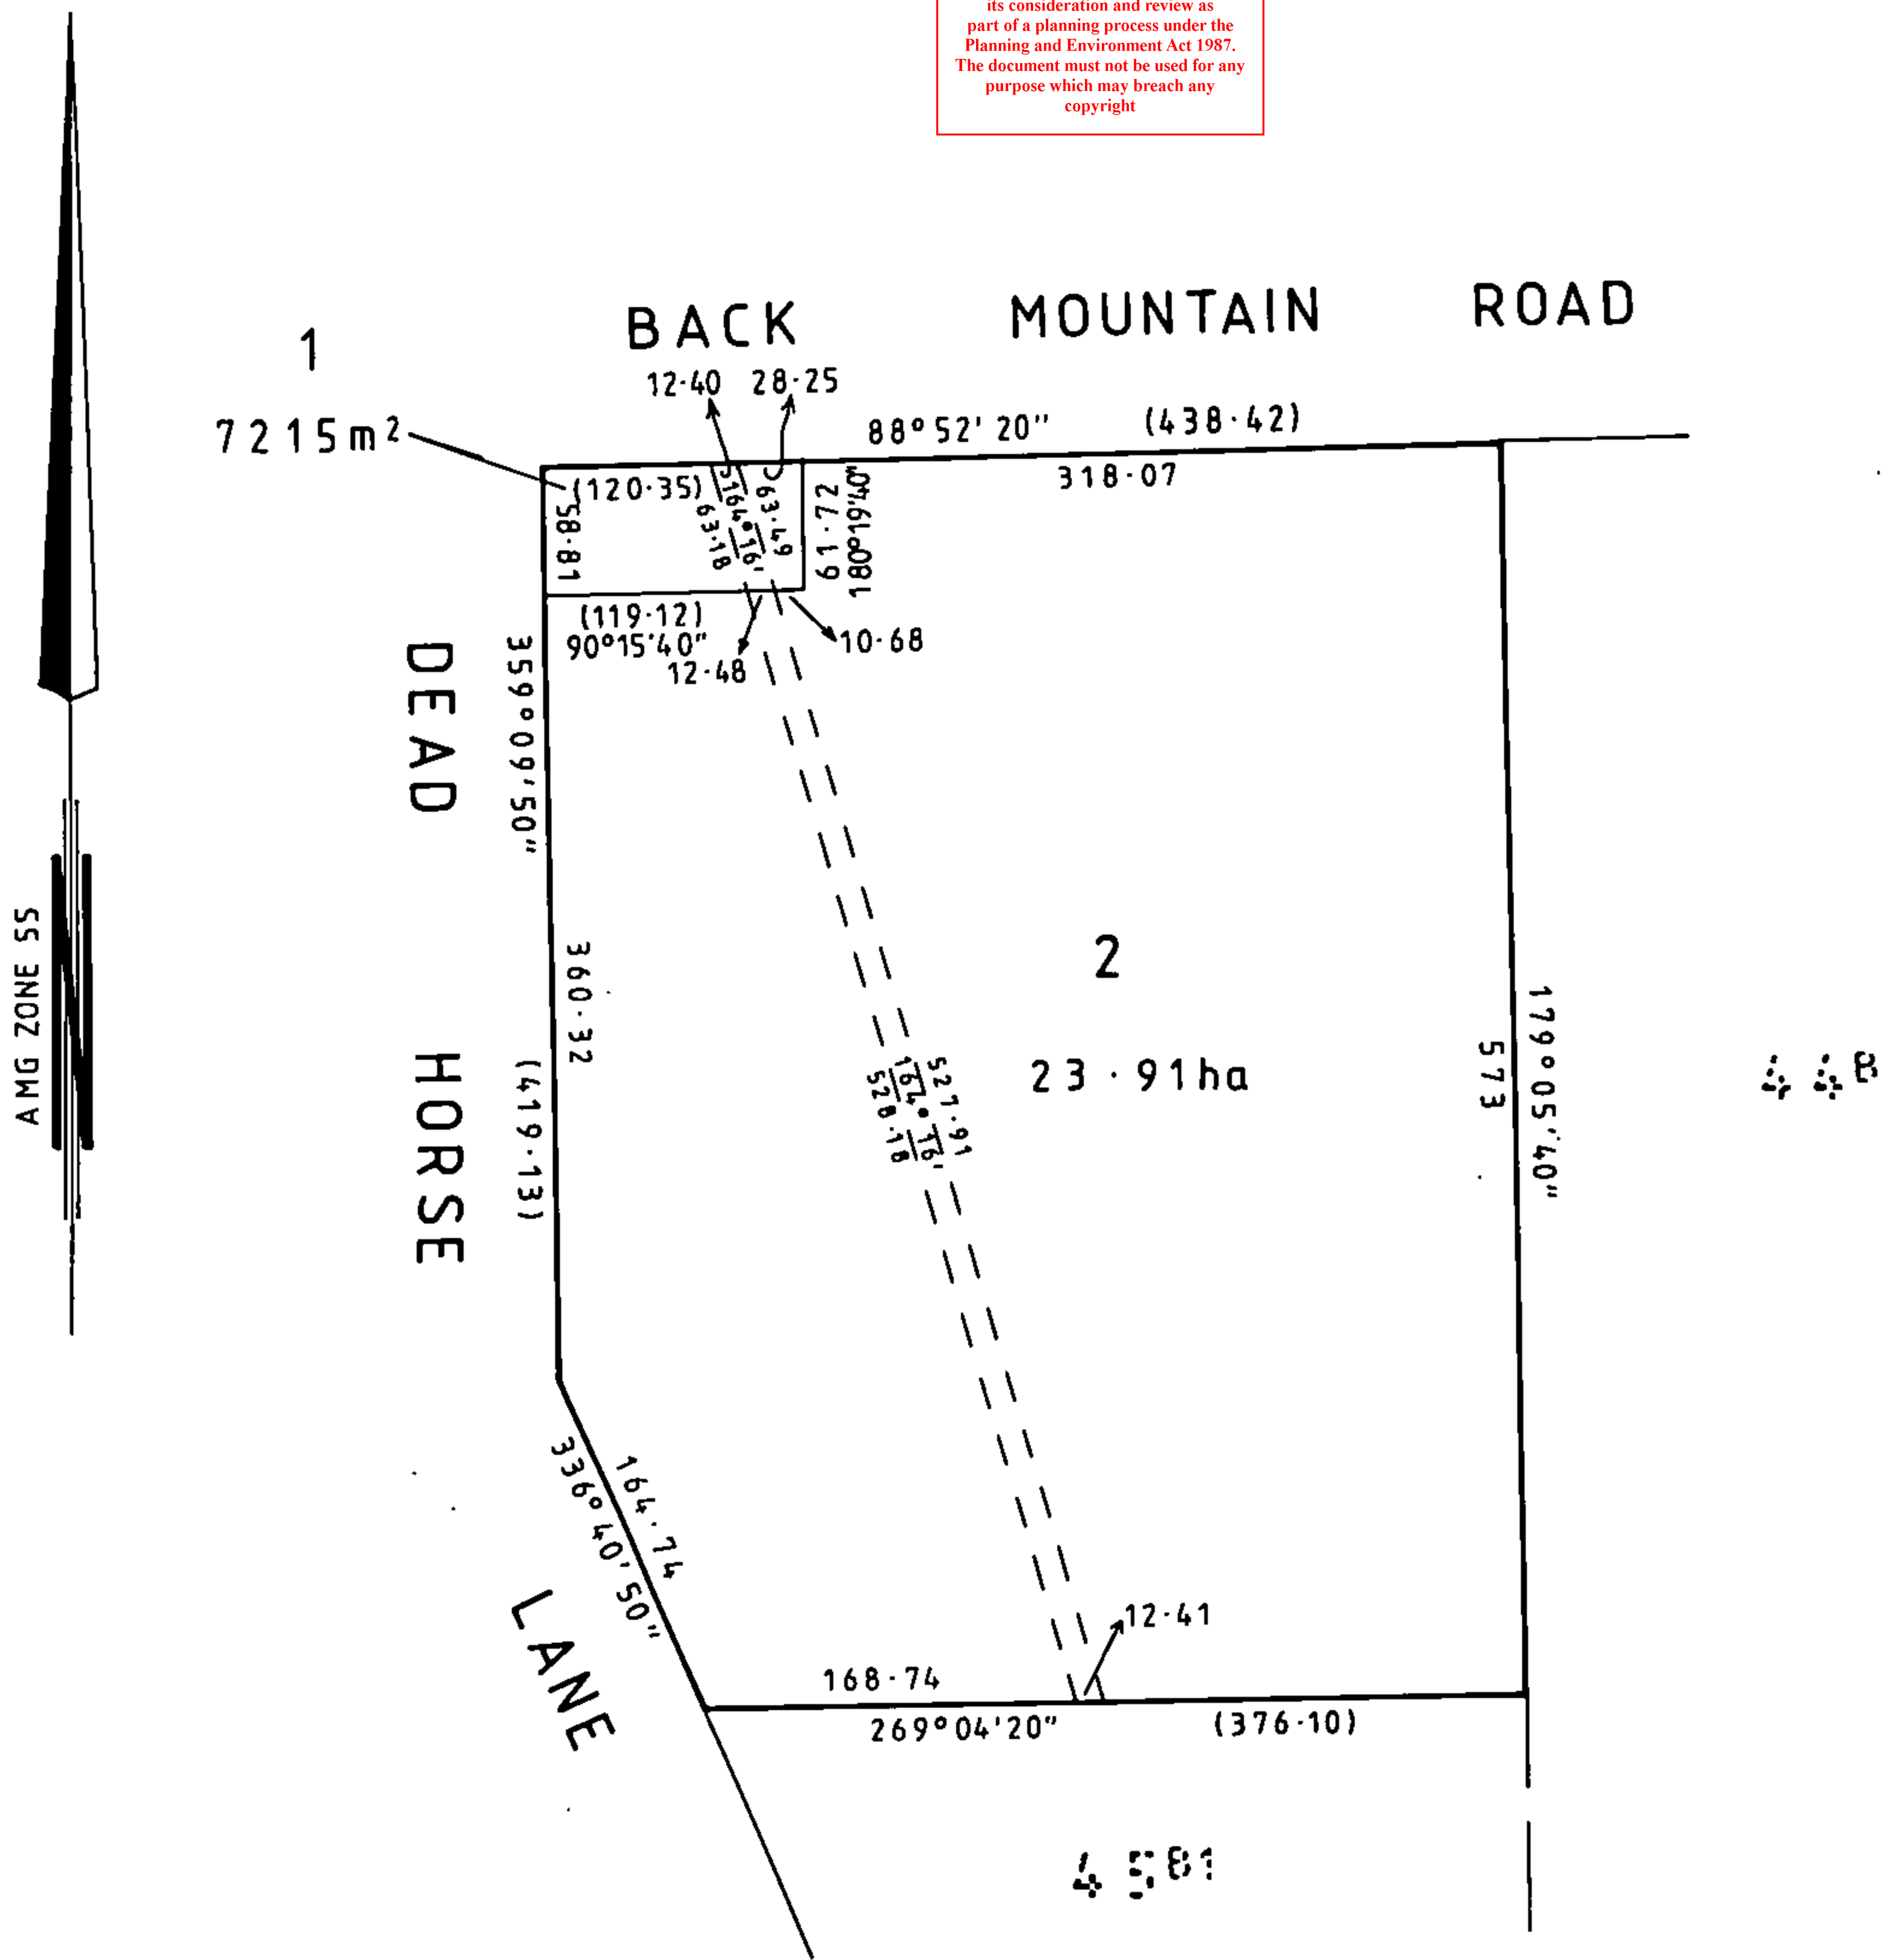 its consideration and review as
part of a planning process under the
Planning and Environment Act 1987.
The document must not be used for any
purpose which may breach any
copyright
BACK MOUNTAIN ROAD
1
7215m²
12·40 28·25
88°52'20" (438·42)
318·07
(120·35)
58·81
63·18
164°16'
63·49
61·72
180°19'40"
(119·12)
90°15'40"
12·48
10·68
DEAD HORSE LANE
359°09'50"
360·32
(419·13)
2
23·91ha
527·91
164°16'
528·18
573
179°05'40"
AMG ZONE 55
164·74
336°40'50"
12·41
168·74
269°04'20" (376·10)